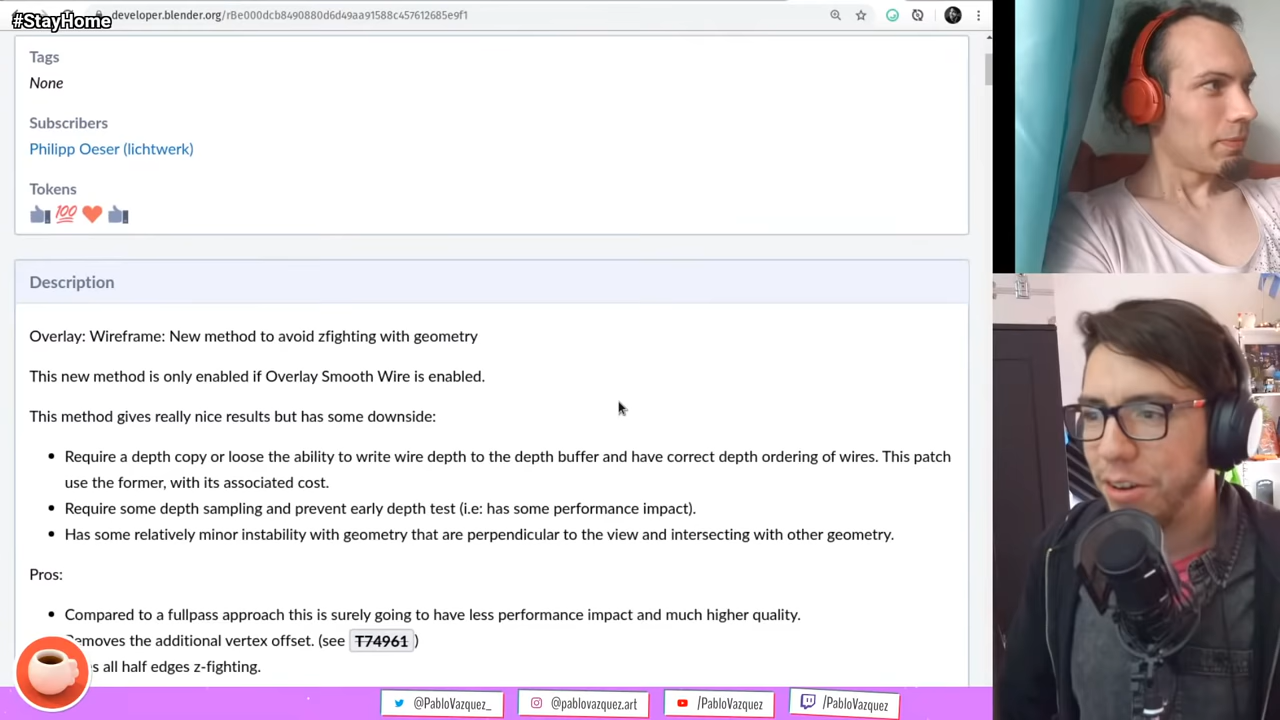 #StayHome
developer.blender.org/rBe000dcb8490880d6d49aa91588c457612685e9f1
Tags
None
Subscribers
Philipp Oeser (lichtwerk)
Tokens
100
Description
Overlay: Wireframe: New method to avoid zfighting with geometry
This new method is only enabled if Overlay Smooth Wire is enabled.
This method gives really nice results but has some downside:
• Require a depth copy or loose the ability to write wire depth to the depth buffer and have correct depth ordering of wires. This patch
use the former, with its associated cost.
• Require some depth sampling and prevent early depth test (i.e: has some performance impact).
• Has some relatively minor instability with geometry that are perpendicular to the view and intersecting with other geometry.
Pros:
• Compared to a fullpass approach this is surely going to have less performance impact and much higher quality.
Removes the additional vertex offset. (see T74961 )
all half edges z-fighting.
@PabloVazquez_
@pablovazquez.art
/PabloVazquez
/PabloVazquez